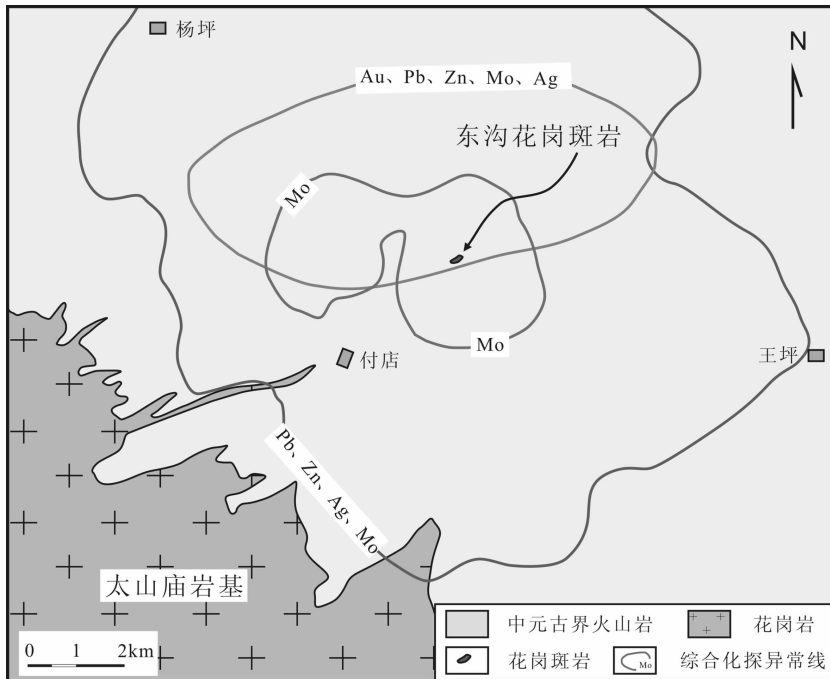 杨坪
N
Au、Pb、Zn、Mo、Ag
东沟花岗斑岩
Mo
Mo
付店
王坪
Pb、Zn、Ag、Mo
太山庙岩基
0 1 2km
中元古界火山岩
花岗岩
花岗斑岩
Mo
综合化探异常线